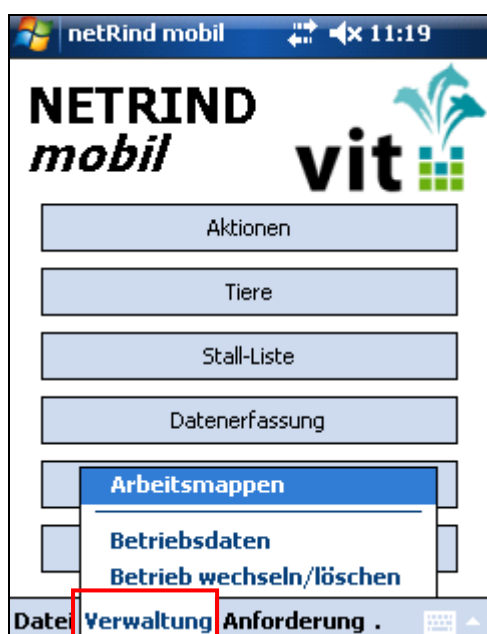 netRind mobil 11:19
NETRIND
mobil
vit
Aktionen
Tiere
Stall-Liste
Datenerfassung
Arbeitsmappen
Betriebsdaten
Betrieb wechseln/löschen
Datei Verwaltung Anforderung .